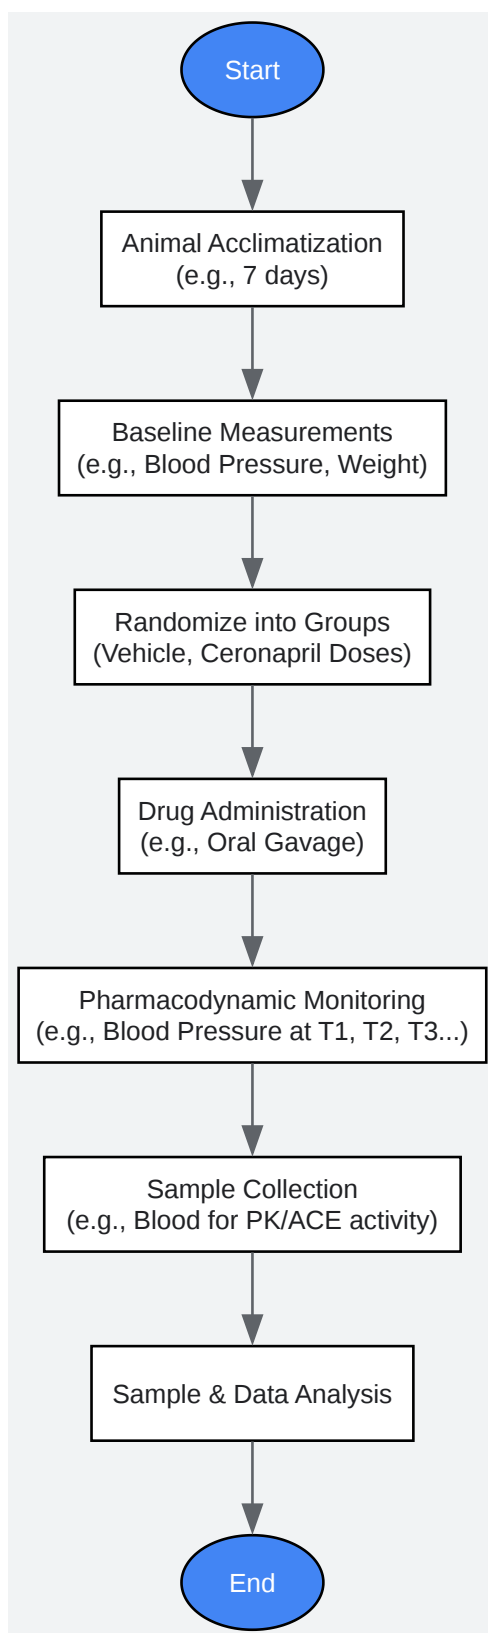 Start
Animal Acclimatization
(e.g., 7 days)
Baseline Measurements
(e.g., Blood Pressure, Weight)
Randomize into Groups
(Vehicle, Ceronapril Doses)
Drug Administration
(e.g., Oral Gavage)
Pharmacodynamic Monitoring
(e.g., Blood Pressure at T1, T2, T3...)
Sample Collection
(e.g., Blood for PK/ACE activity)
Sample & Data Analysis
End